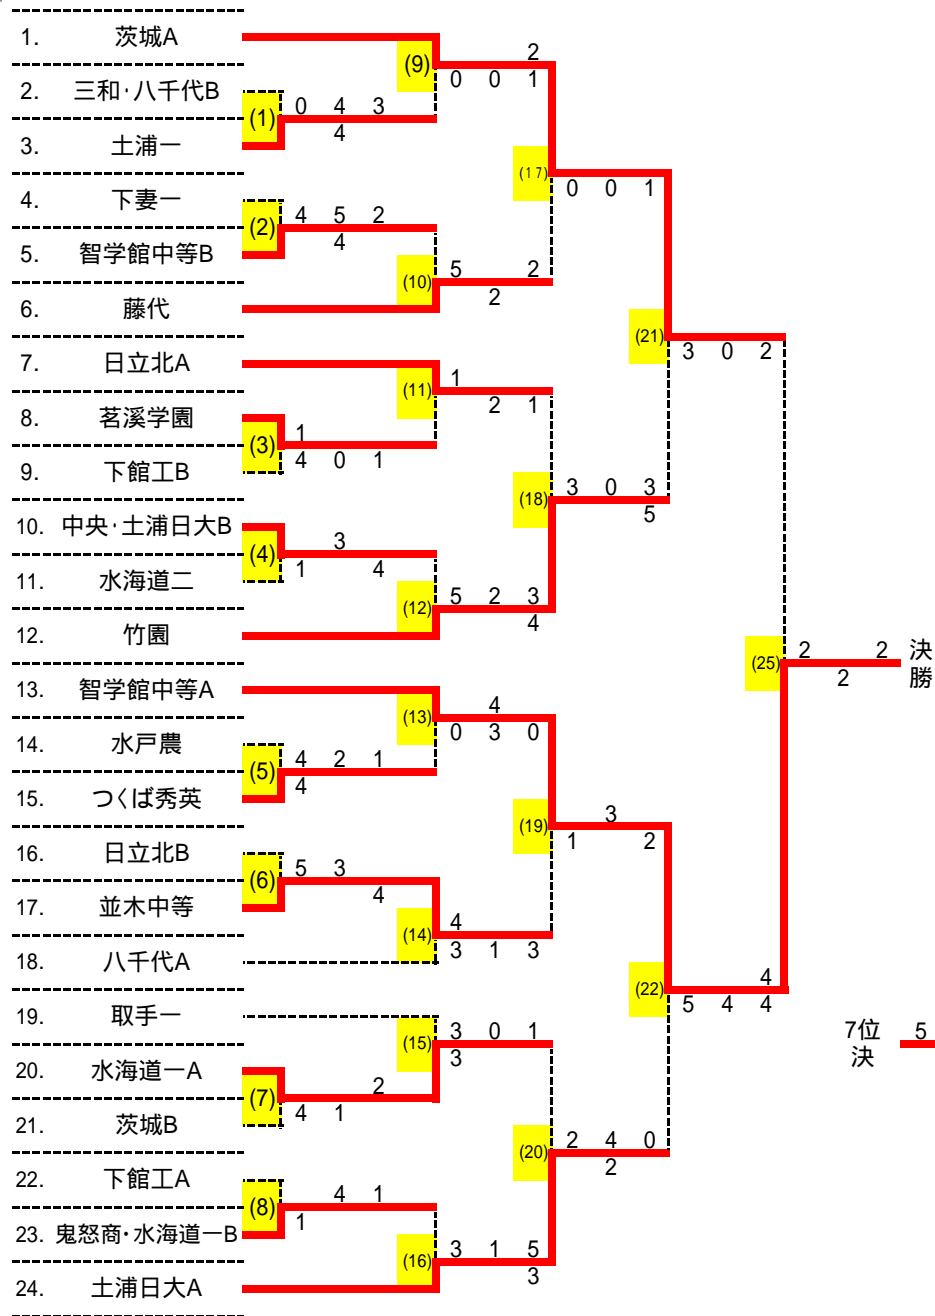 1. 茨城A
(9) 2
0 0 1
2. 三和･八千代B
(1) 0 4 3
4
3. 土浦一
(17) 0 0 1
4. 下妻一
(2) 4 5 2
4
5. 智学館中等B
(10) 5 2
2
6. 藤代
(21) 3 0 2
7. 日立北A
(11) 1
2 1
8. 茗溪学園
(3) 1
4 0 1
9. 下館工B
(18) 3 0 3
5
10. 中央･土浦日大B
(4) 3
1 4
11. 水海道二
(12) 5 2 3
4
12. 竹園
(25) 2 2
2
決勝
13. 智学館中等A
(13) 4
0 3 0
14. 水戸農
(5) 4 2 1
4
15. つくば秀英
(19) 3
1 2
16. 日立北B
(6) 5 3
4
17. 並木中等
(14) 4
3 1 3
18. 八千代A
(22) 4
5 4 4
19. 取手一
(15) 3 0 1
3
7位決 5
20. 水海道一A
(7) 2
4 1
21. 茨城B
(20) 2 4 0
2
22. 下館工A
(8) 4 1
1
23. 鬼怒商･水海道一B
(16) 3 1 5
3
24. 土浦日大A